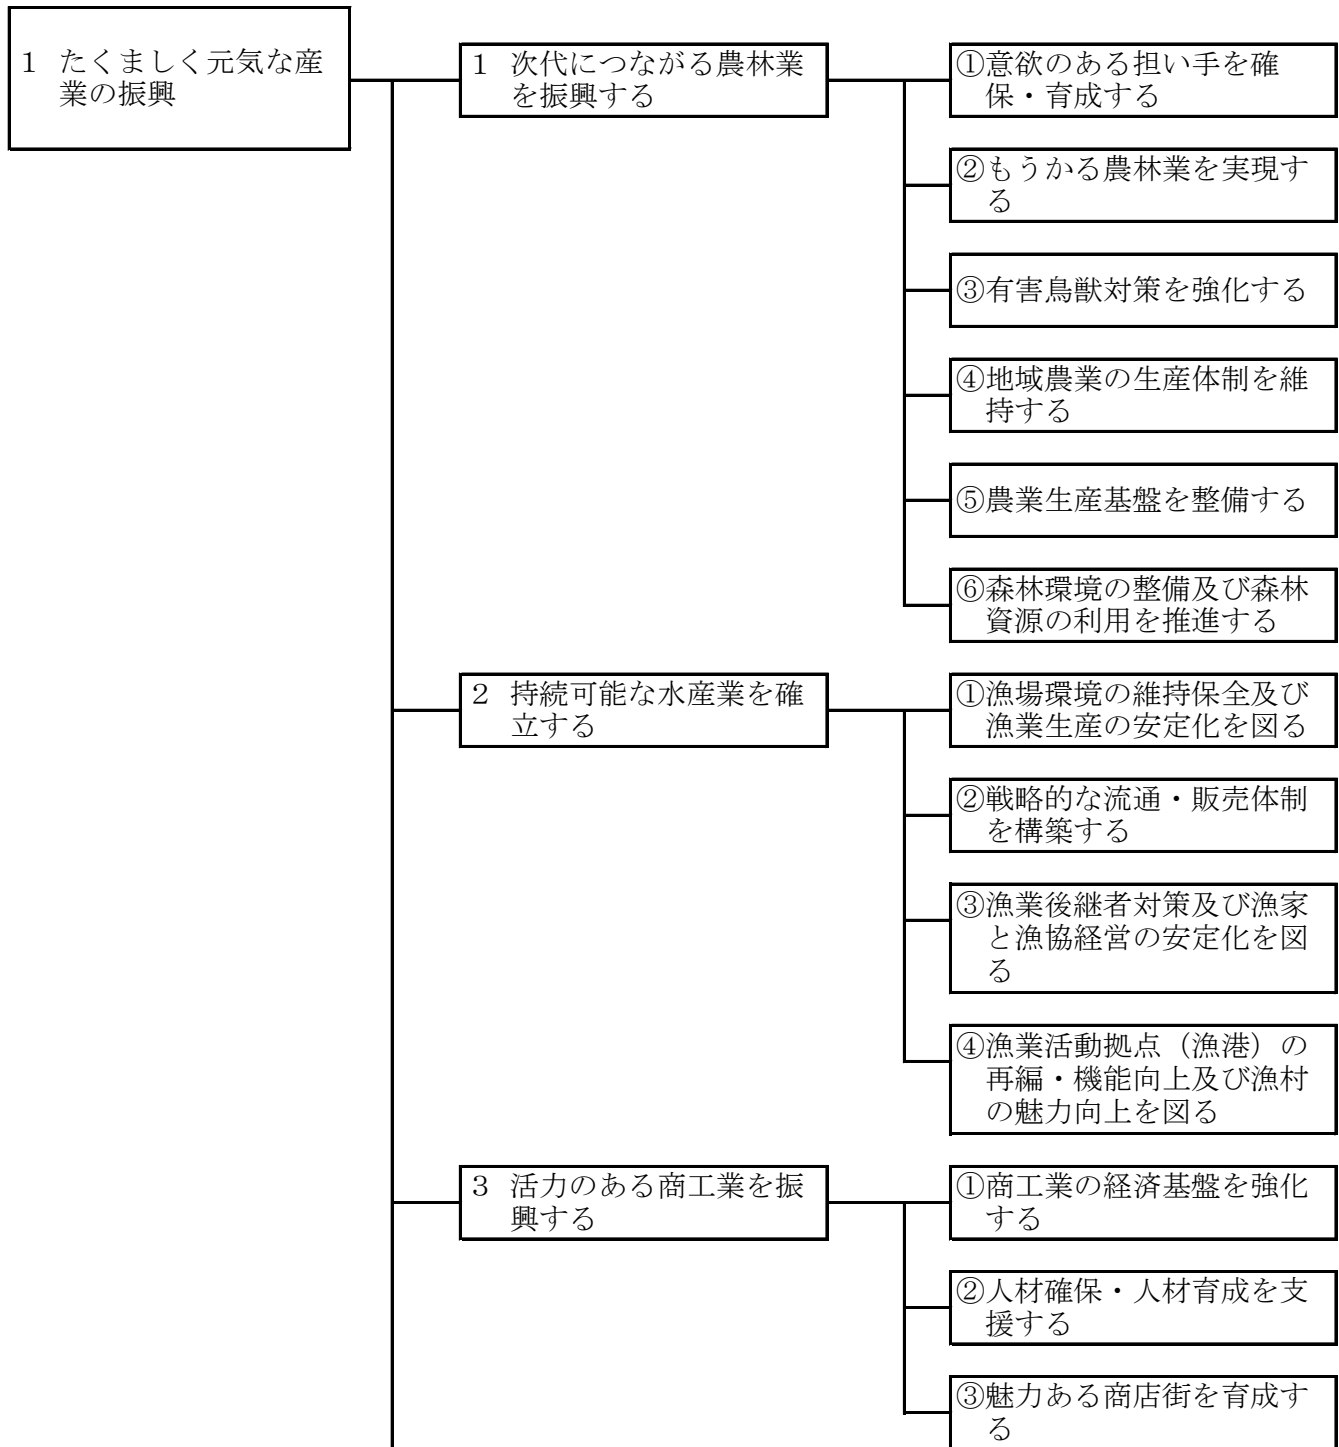 1 たくましく元気な産
業の振興
1 次代につながる農林業
を振興する
①意欲のある担い手を確
保・育成する
②もうかる農林業を実現す
る
③有害鳥獣対策を強化する
④地域農業の生産体制を維
持する
⑤農業生産基盤を整備する
⑥森林環境の整備及び森林
資源の利用を推進する
2 持続可能な水産業を確
立する
①漁場環境の維持保全及び
漁業生産の安定化を図る
②戦略的な流通・販売体制
を構築する
③漁業後継者対策及び漁家
と漁協経営の安定化を図
る
④漁業活動拠点（漁港）の
再編・機能向上及び漁村
の魅力向上を図る
3 活力のある商工業を振
興する
①商工業の経済基盤を強化
する
②人材確保・人材育成を支
援する
③魅力ある商店街を育成す
る